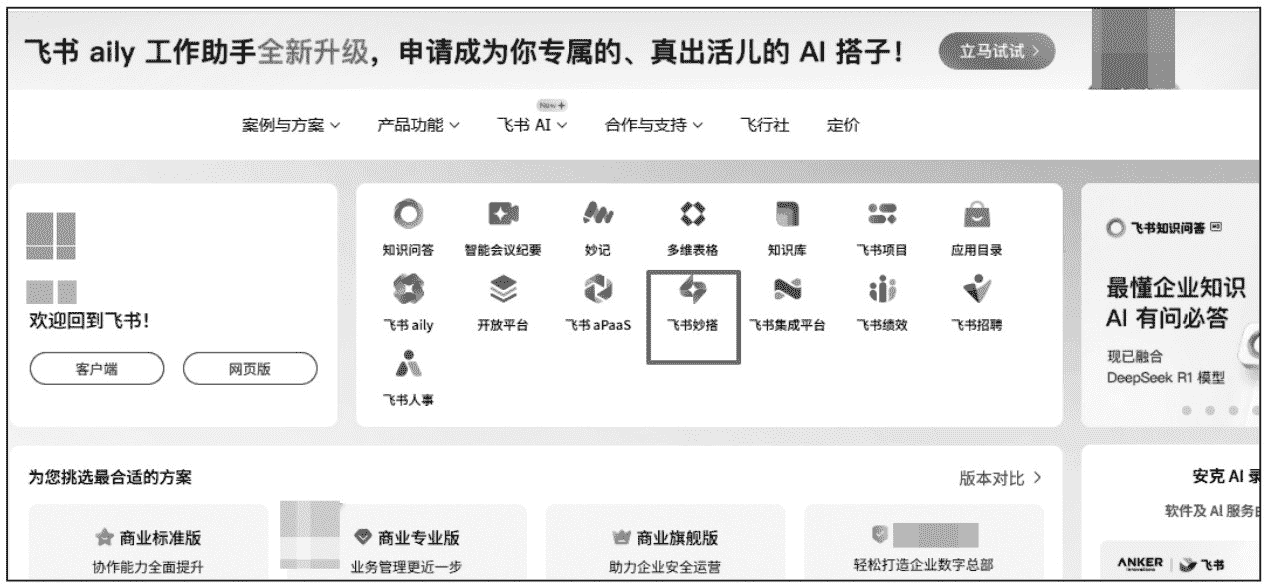 飞书 aily 工作助手全新升级，申请成为你专属的、真出活儿的 AI 搭子！ 立马试试 >
案例与方案 产品功能 飞书 AI New 合作与支持 飞行社 定价
欢迎回到飞书！
客户端 网页版
知识问答 智能会议纪要 妙记 多维表格 知识库 飞书项目 应用目录
飞书 aily 开放平台 飞书 aPaaS 飞书妙搭 飞书集成平台 飞书绩效 飞书招聘
飞书人事
飞书知识问答
最懂企业知识
AI 有问必答
现已融合
DeepSeek R1 模型
为您挑选最合适的方案 版本对比 >
商业标准版
协作能力全面提升
商业专业版
业务管理更近一步
商业旗舰版
助力企业安全运营
轻松打造企业数字总部
安克 AI 录
软件及 AI 服务由
ANKER | 飞书